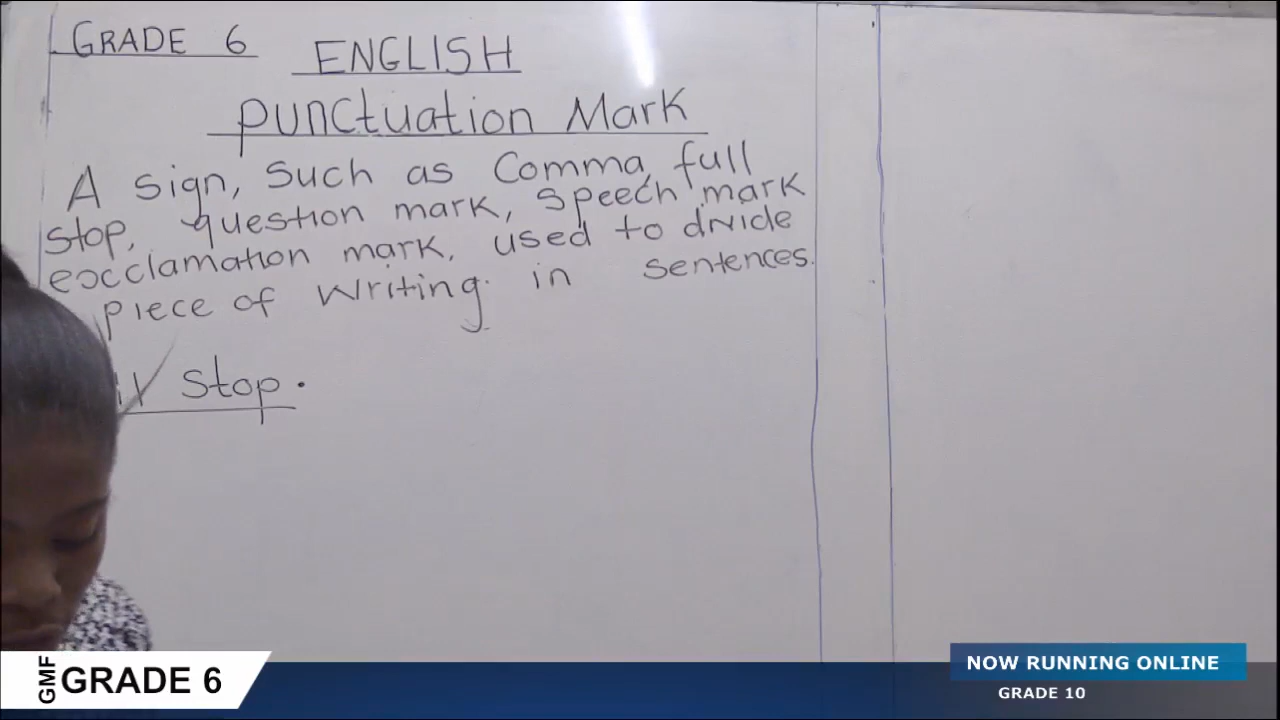 GRADE 6
ENGLISH
Punctuation Mark
A sign, such as Comma, full
stop, question mark, speech mark
excclamation mark, used to divide
piece of writing. in sentences.
Stop.
GMF GRADE 6
NOW RUNNING ONLINE
GRADE 10